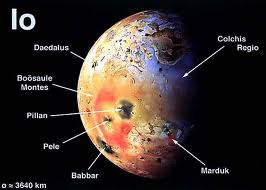 Io
Daedalus
Colchis
Regio
Boösaule
Montes
Pillan
Pele
Babbar
Marduk
ø ≈ 3640 km